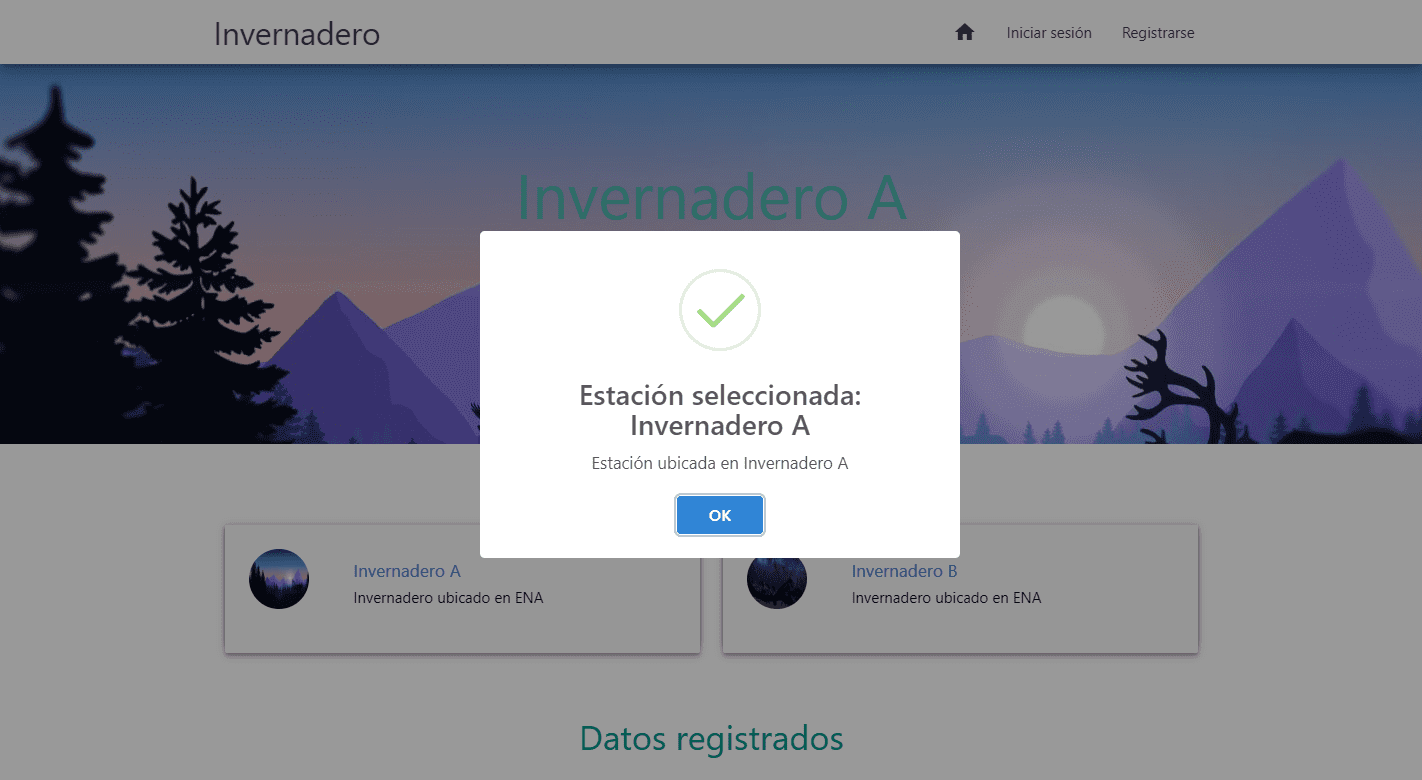 Invernadero
Iniciar sesión
Registrarse
Invernadero A
Estación seleccionada:
Invernadero A
Estación ubicada en Invernadero A
OK
Invernadero A
Invernadero ubicado en ENA
Invernadero B
Invernadero ubicado en ENA
Datos registrados